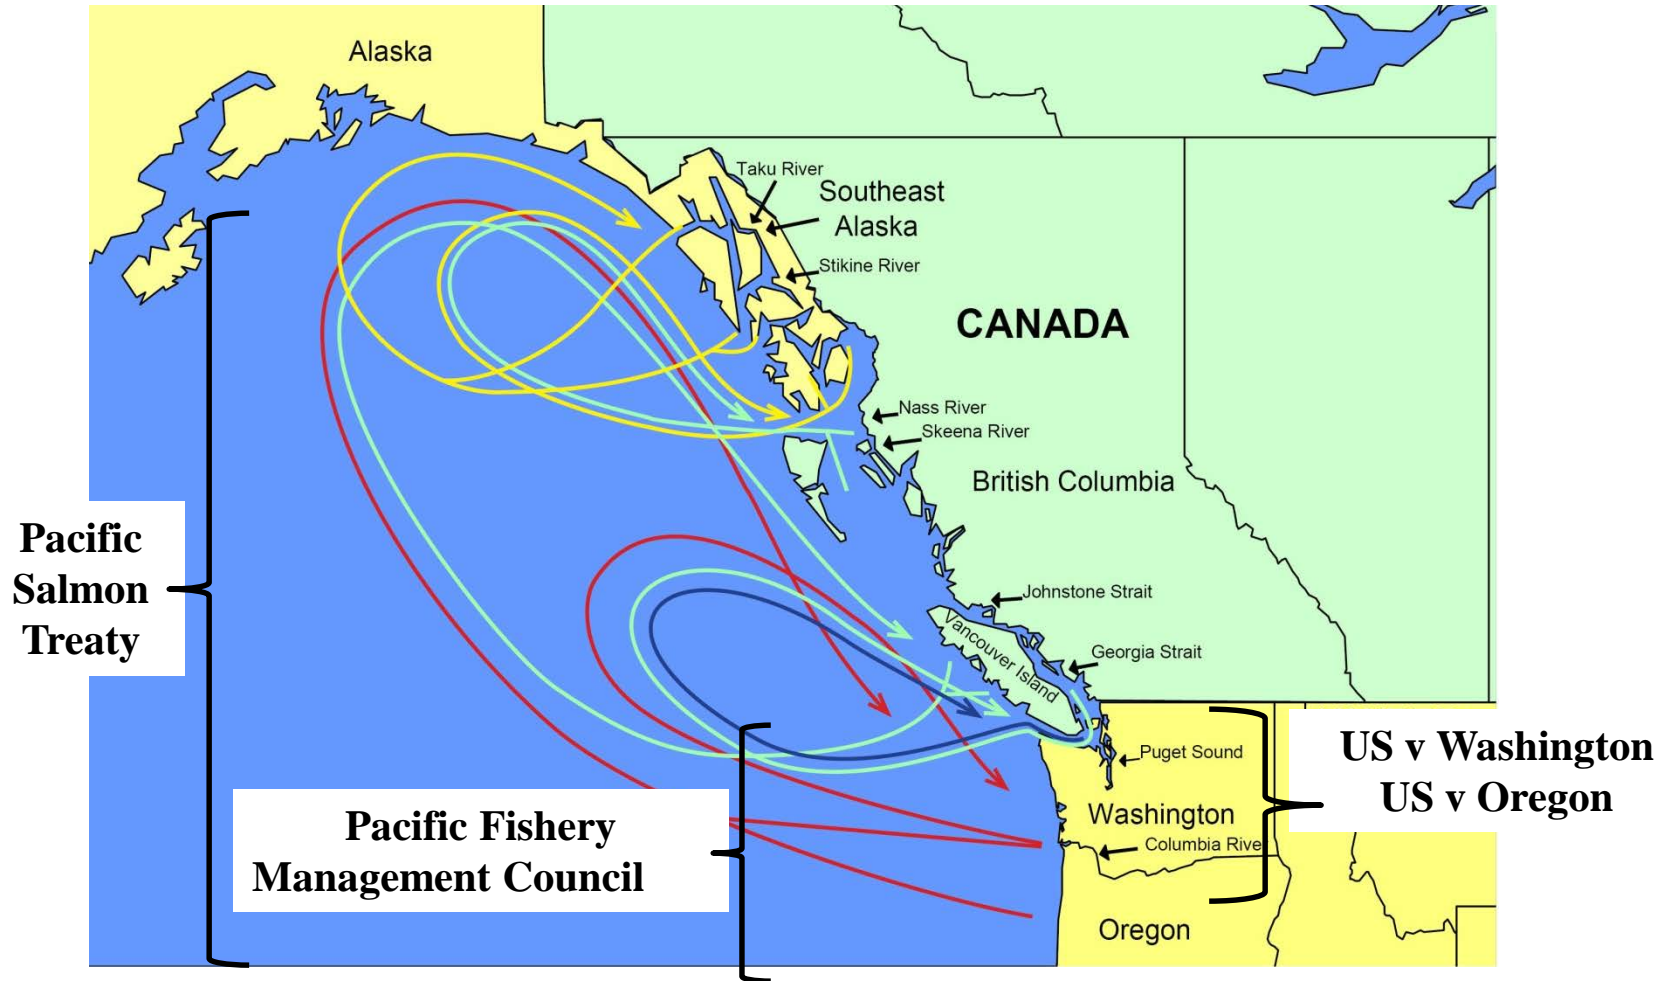 Alaska
Taku River
Southeast
Alaska
Stikine River
CANADA
Nass River
Skeena River
British Columbia
Pacific
Salmon
Treaty
Johnstone Strait
Vancouver Island
Georgia Strait
US v Washington
US v Oregon
Puget Sound
Washington
Pacific Fishery
Management Council
Columbia River
Oregon